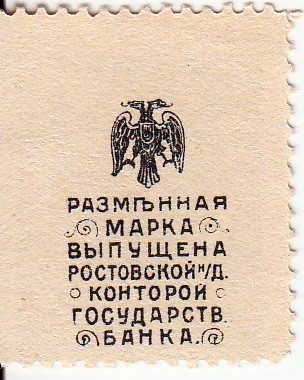 РАЗМѢННАЯ
МАРКА
ВЫПУЩЕНА
РОСТОВСКОЙ Н/Д.
КОНТОРОЙ
ГОСУДАРСТВ.
БАНКА.